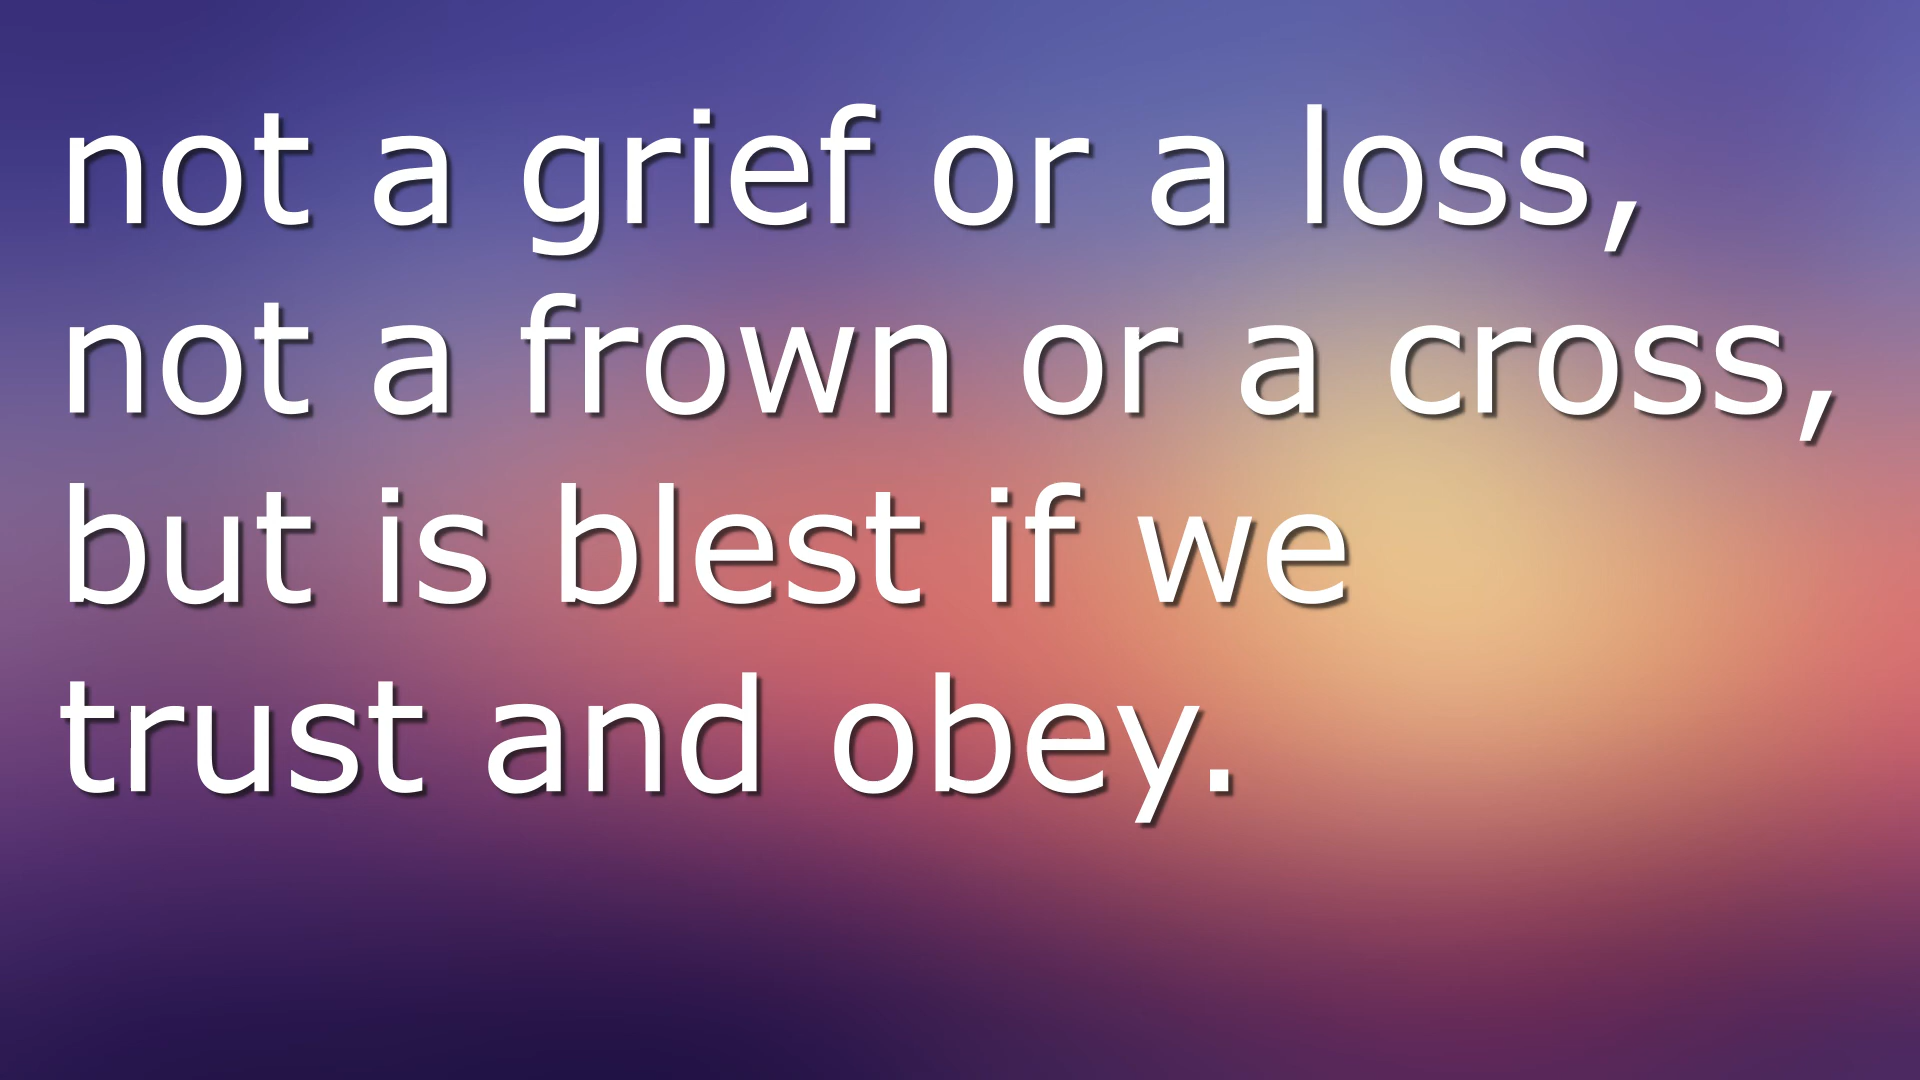 not a grief or a loss,
not a frown or a cross,
but is blest if we
trust and obey.